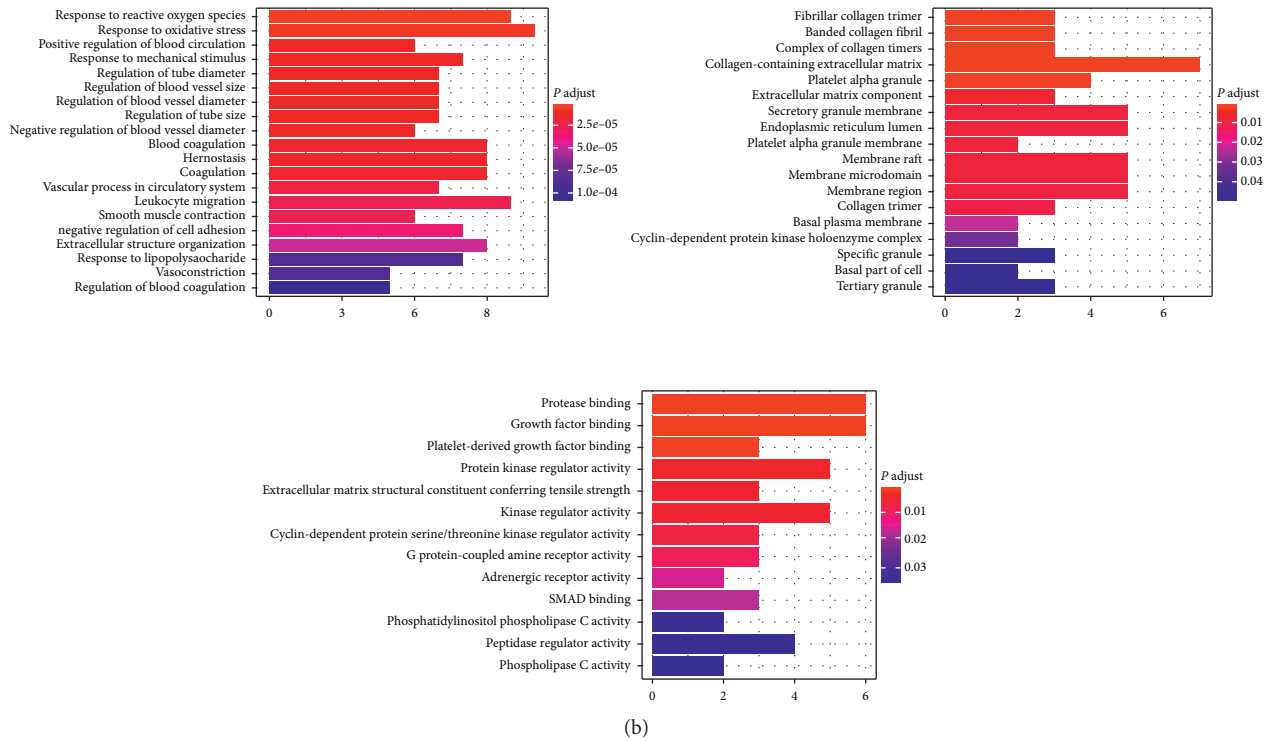 Response to reactive oxygen species
Response to oxidative stress
Positive regulation of blood circulation
Response to mechanical stimulus
Regulation of tube diameter
Regulation of blood vessel size
Regulation of blood vessel diameter
Regulation of tube size
Negative regulation of blood vessel diameter
Blood coagulation
Hernostasis
Coagulation
Vascular process in circulatory system
Leukocyte migration
Smooth muscle contraction
negative regulation of cell adhesion
Extracellular structure organization
Response to lipopolysaocharide
Vasoconstriction
Regulation of blood coagulation
0 3 6 8
P adjust
2.5e–05
5.0e–05
7.5e–05
1.0e–04
Fibrillar collagen trimer
Banded collagen fibril
Complex of collagen timers
Collagen-containing extracellular matrix
Platelet alpha granule
Extracellular matrix component
Secretory granule membrane
Endoplasmic reticulum lumen
Platelet alpha granule membrane
Membrane raft
Membrane microdomain
Membrane region
Collagen trimer
Basal plasma membrane
Cyclin-dependent protein kinase holoenzyme complex
Specific granule
Basal part of cell
Tertiary granule
0 2 4 6
P adjust
0.01
0.02
0.03
0.04
Protease binding
Growth factor binding
Platelet-derived growth factor binding
Protein kinase regulator activity
Extracellular matrix structural constituent conferring tensile strength
Kinase regulator activity
Cyclin-dependent protein serine/threonine kinase regulator activity
G protein-coupled amine receptor activity
Adrenergic receptor activity
SMAD binding
Phosphatidylinositol phospholipase C activity
Peptidase regulator activity
Phospholipase C activity
0 2 4 6
P adjust
0.01
0.02
0.03
(b)